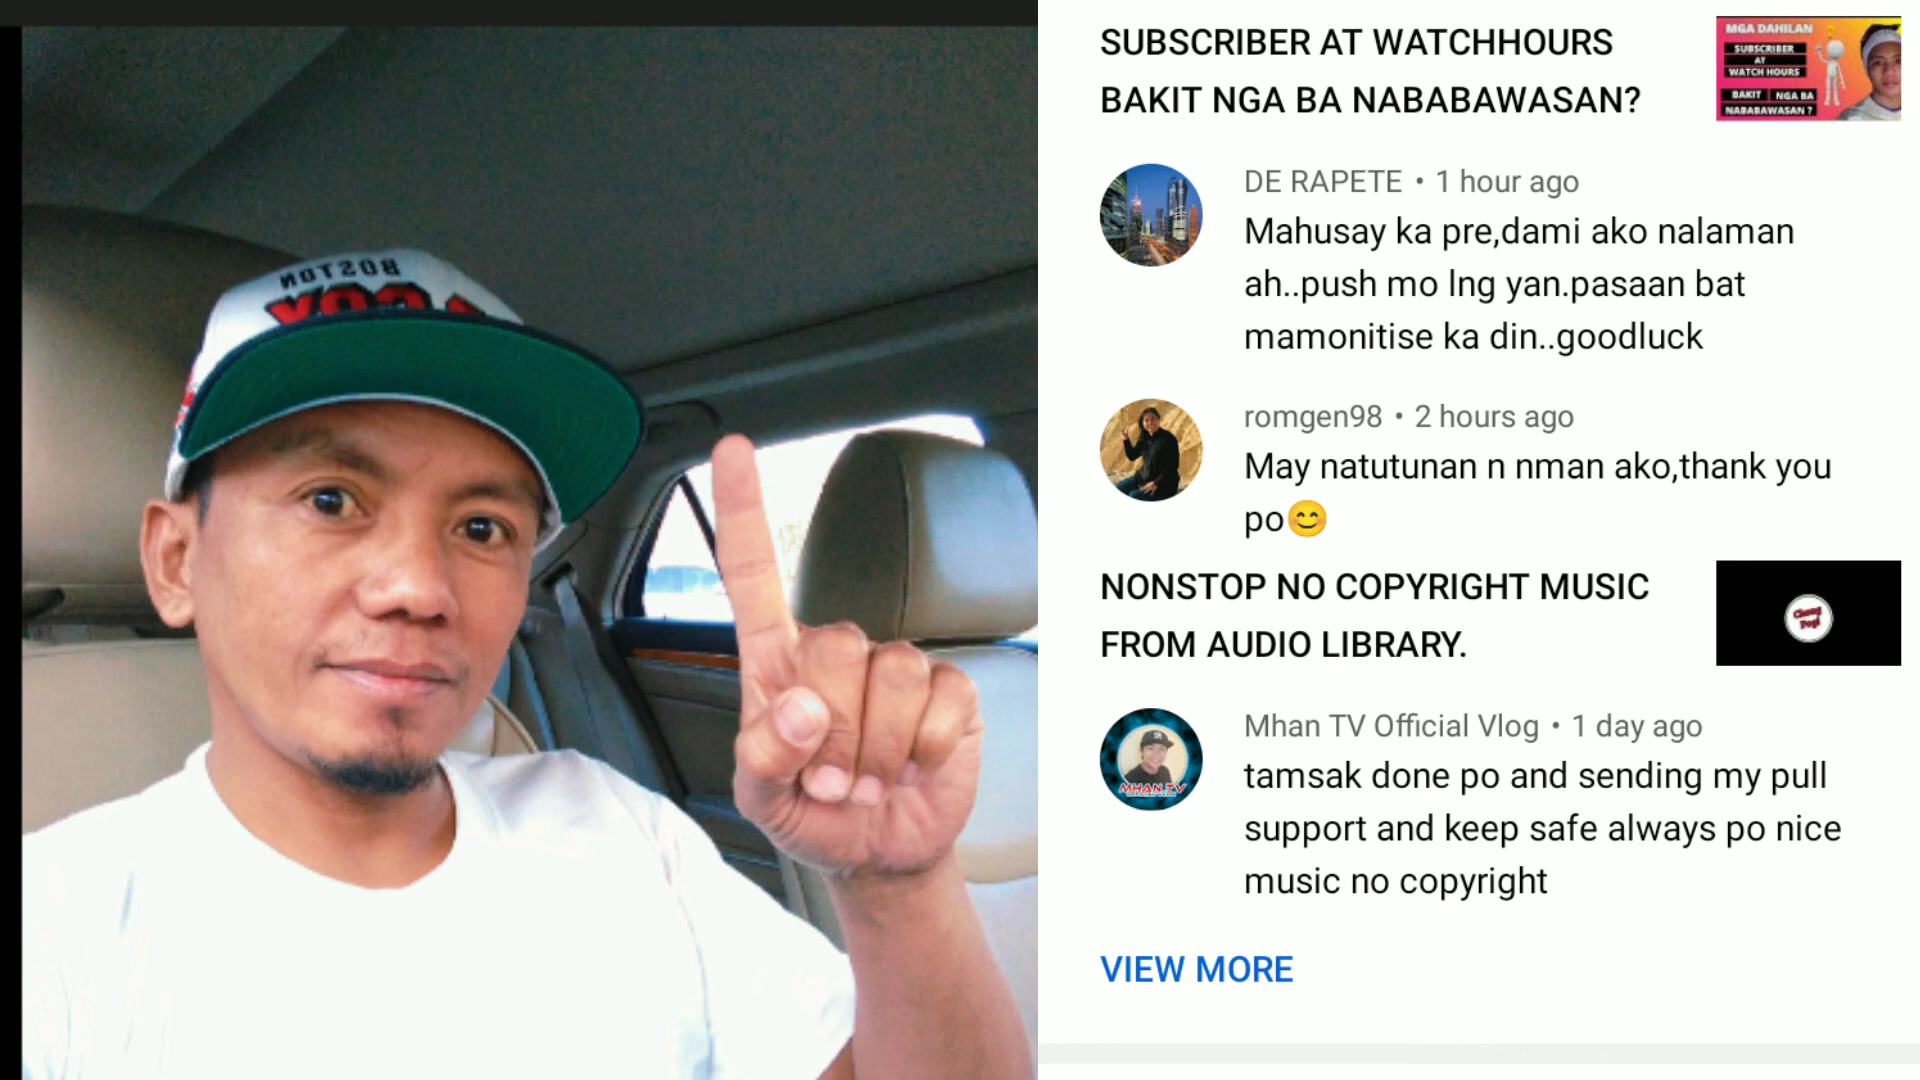 BOSTON
SUBSCRIBER AT WATCHHOURS
BAKIT NGA BA NABABAWASAN?
MGA DAHILAN
SUBSCRIBER
AT
WATCH HOURS
BAKIT NGA BA
NABABAWASAN ?
DE RAPETE • 1 hour ago
Mahusay ka pre,dami ako nalaman
ah..push mo lng yan.pasaan bat
mamonitise ka din..goodluck
romgen98 • 2 hours ago
May natutunan n nman ako,thank you
po😊
NONSTOP NO COPYRIGHT MUSIC
FROM AUDIO LIBRARY.
Mhan TV Official Vlog • 1 day ago
tamsak done po and sending my pull
support and keep safe always po nice
music no copyright
MHAN TV
VIEW MORE